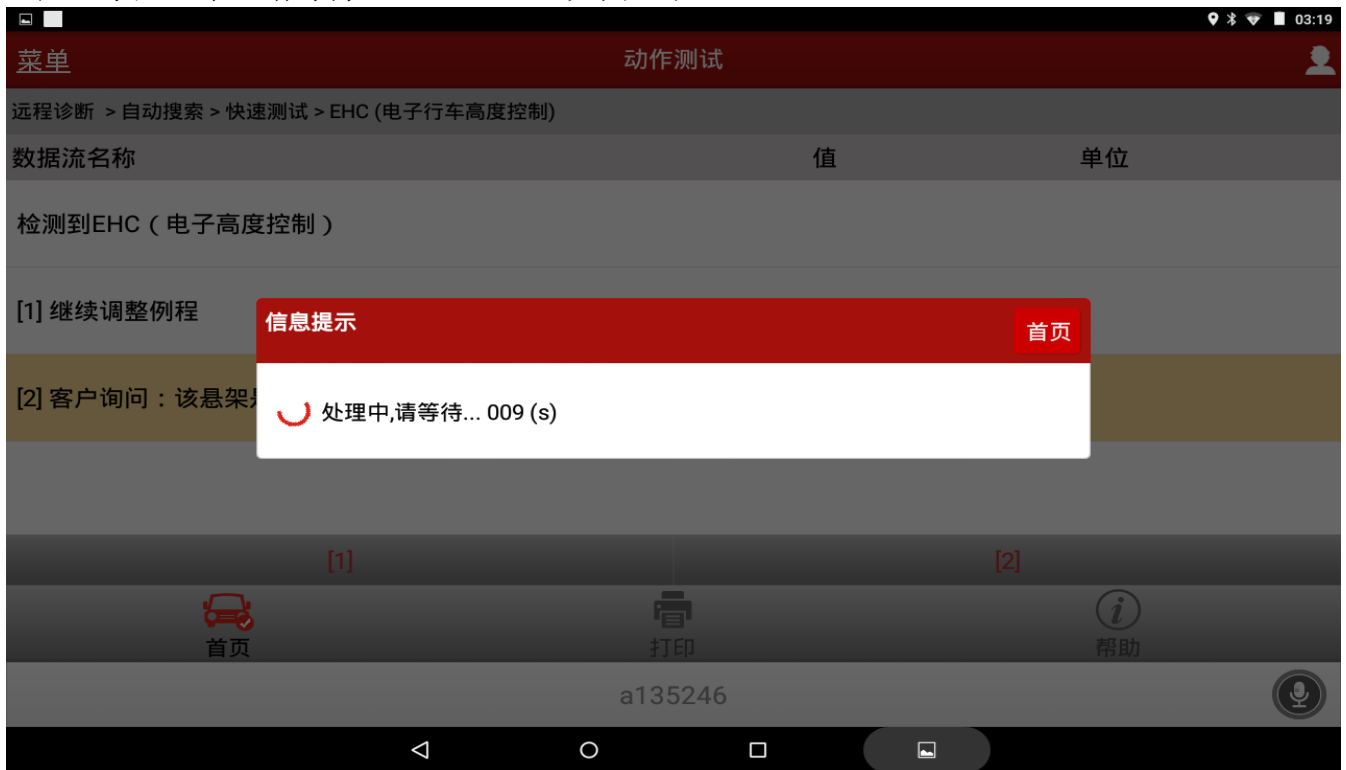 03:19
菜单 动作测试
远程诊断 > 自动搜索 > 快速测试 > EHC (电子行车高度控制)
数据流名称 值 单位
检测到EHC（电子高度控制）
[1] 继续调整例程
信息提示 首页
[2] 客户询问：该悬架
处理中,请等待... 009 (s)
[1] [2]
首页 打印 帮助
a135246